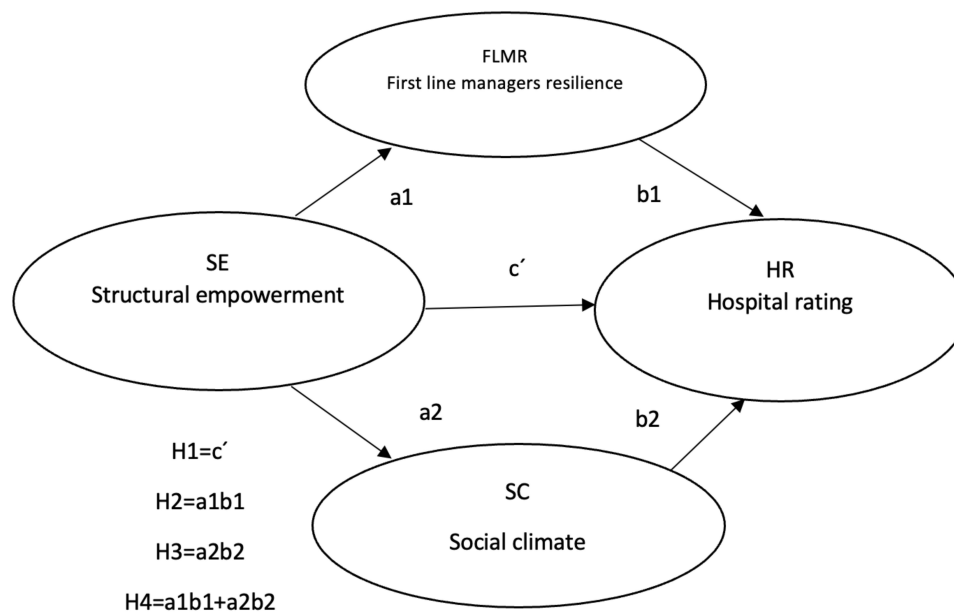 FLMR
First line managers resilience
a1
b1
SE
Structural empowerment
c´
HR
Hospital rating
a2
b2
SC
Social climate
H1=c´
H2=a1b1
H3=a2b2
H4=a1b1+a2b2